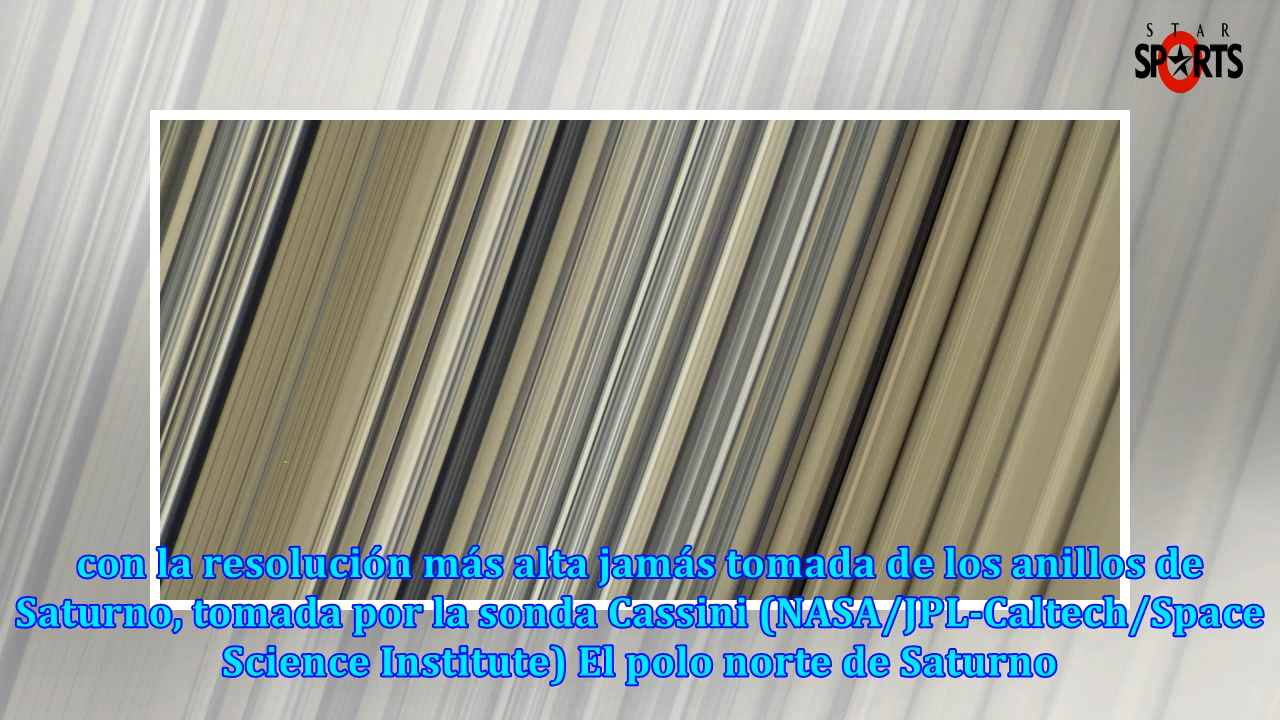 STAR
SPORTS
con la resolución más alta jamás tomada de los anillos de
Saturno, tomada por la sonda Cassini (NASA/JPL-Caltech/Space
Science Institute) El polo norte de Saturno